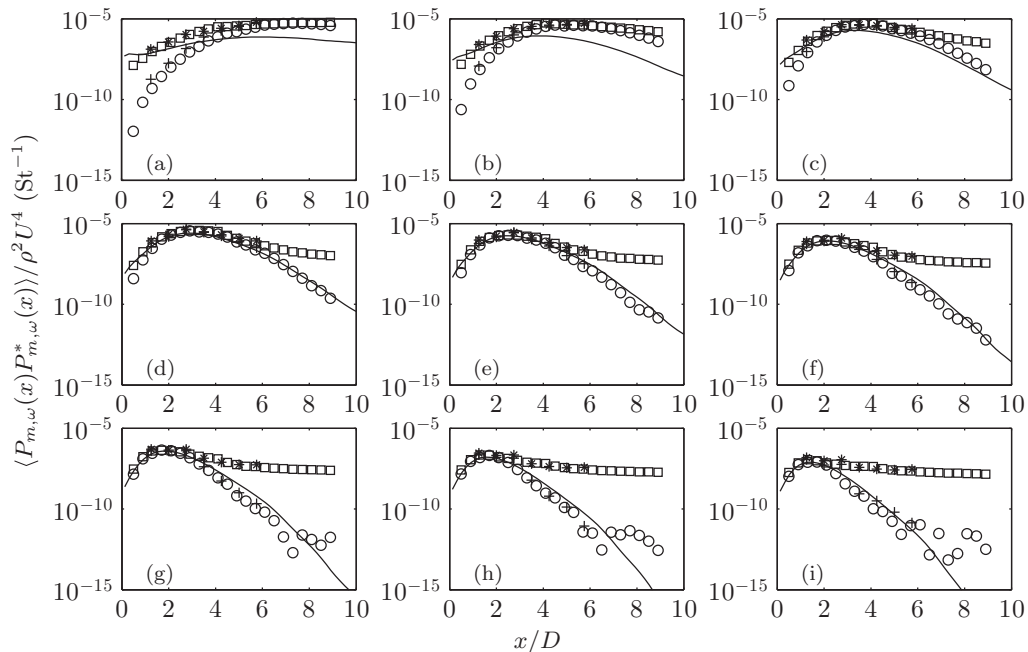 ⟨P_{m,ω}(x)P*_{m,ω}(x)⟩/ρ²U⁴ (St⁻¹)
10⁻⁵ 10⁻⁵ 10⁻⁵
10⁻¹⁰ 10⁻¹⁰ 10⁻¹⁰
(a) (b) (c)
10⁻¹⁵ 10⁻¹⁵ 10⁻¹⁵
0 2 4 6 8 10 0 2 4 6 8 10 0 2 4 6 8 10
10⁻⁵ 10⁻⁵ 10⁻⁵
10⁻¹⁰ 10⁻¹⁰ 10⁻¹⁰
(d) (e) (f)
10⁻¹⁵ 10⁻¹⁵ 10⁻¹⁵
0 2 4 6 8 10 0 2 4 6 8 10 0 2 4 6 8 10
10⁻⁵ 10⁻⁵ 10⁻⁵
10⁻¹⁰ 10⁻¹⁰ 10⁻¹⁰
(g) (h) (i)
10⁻¹⁵ 10⁻¹⁵ 10⁻¹⁵
0 2 4 6 8 10 0 2 4 6 8 10 0 2 4 6 8 10
x/D